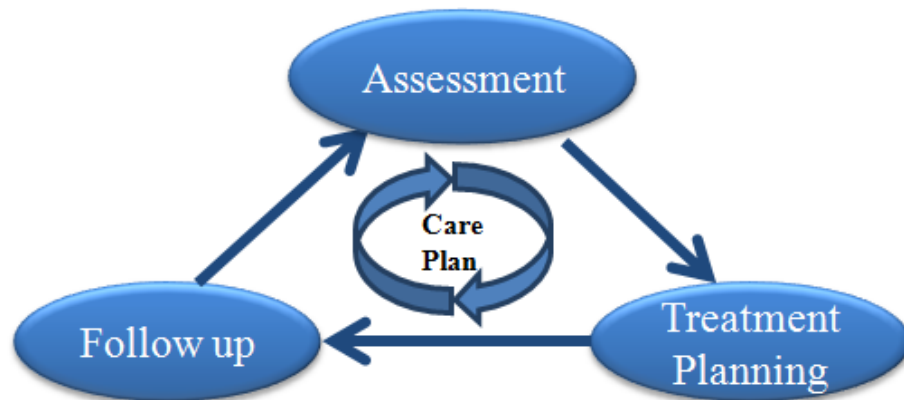 Assessment
Care
Plan
Follow up
Treatment
Planning